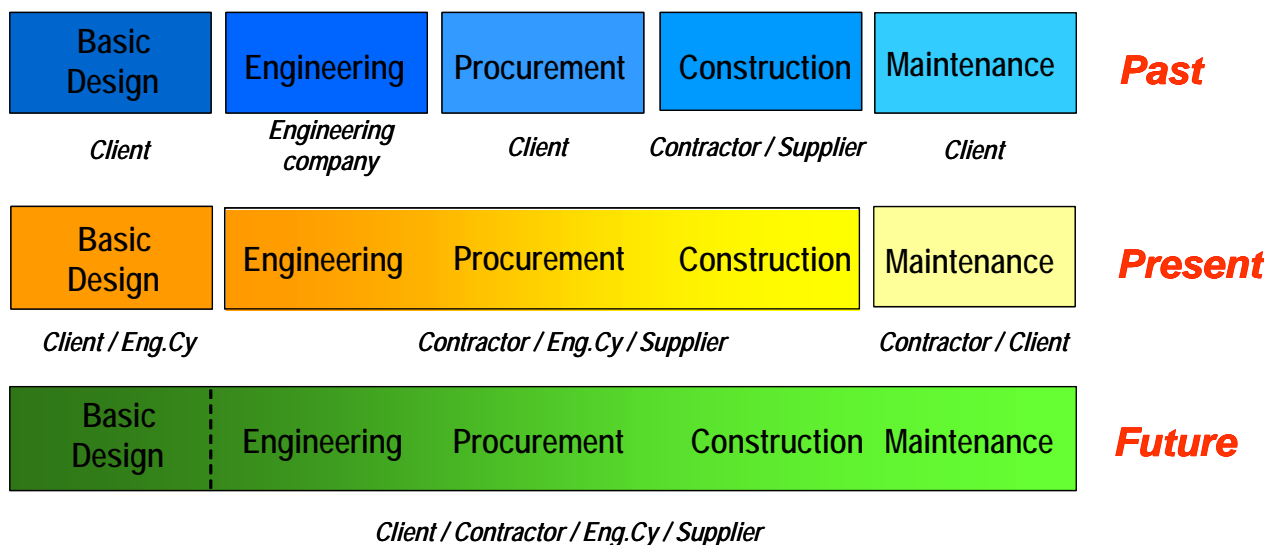 Basic
Design
Engineering
Procurement
Construction
Maintenance
Past
Client
Engineering
company
Client
Contractor / Supplier
Client
Basic
Design
Engineering
Procurement
Construction
Maintenance
Present
Client / Eng.Cy
Contractor / Eng.Cy / Supplier
Contractor / Client
Basic
Design
Engineering
Procurement
Construction
Maintenance
Future
Client / Contractor / Eng.Cy / Supplier